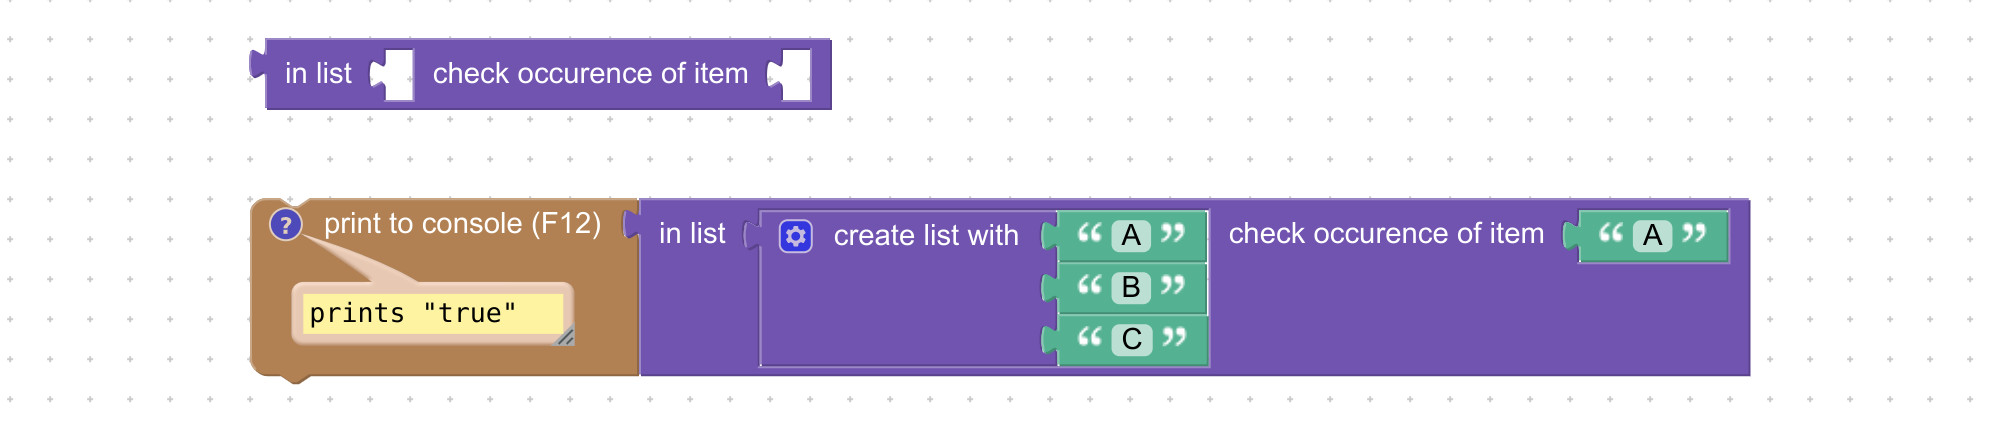 in list check occurence of item
? print to console (F12) in list create list with “ A ” check occurence of item “ A ”
“ B ”
prints "true"
“ C ”